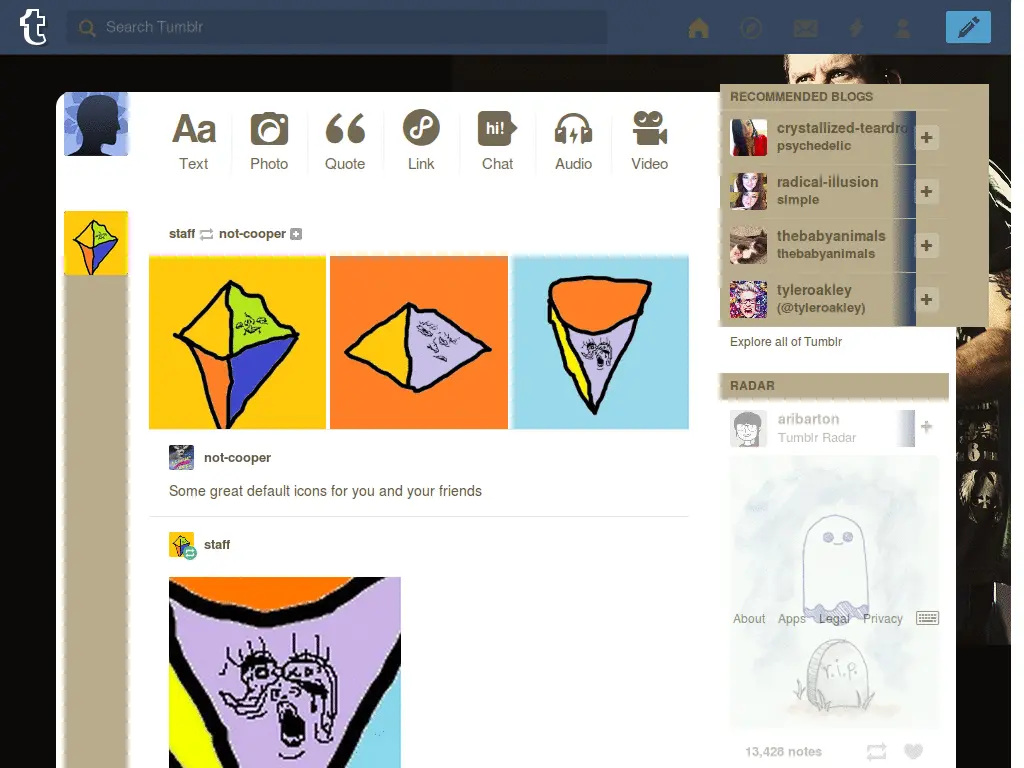 t
Search Tumblr
Aa
hi!
Text
Photo
Quote
Link
Chat
Audio
Video
RECOMMENDED BLOGS
crystallized-teardro
psychedelic
radical-illusion
simple
thebabyanimals
thebabyanimals
tyleroakley
(@tyleroakley)
Explore all of Tumblr
staff not-cooper
not-cooper
Some great default icons for you and your friends
staff
RADAR
aribarton
Tumblr Radar
About Apps Legal Privacy
r.i.p.
13,428 notes